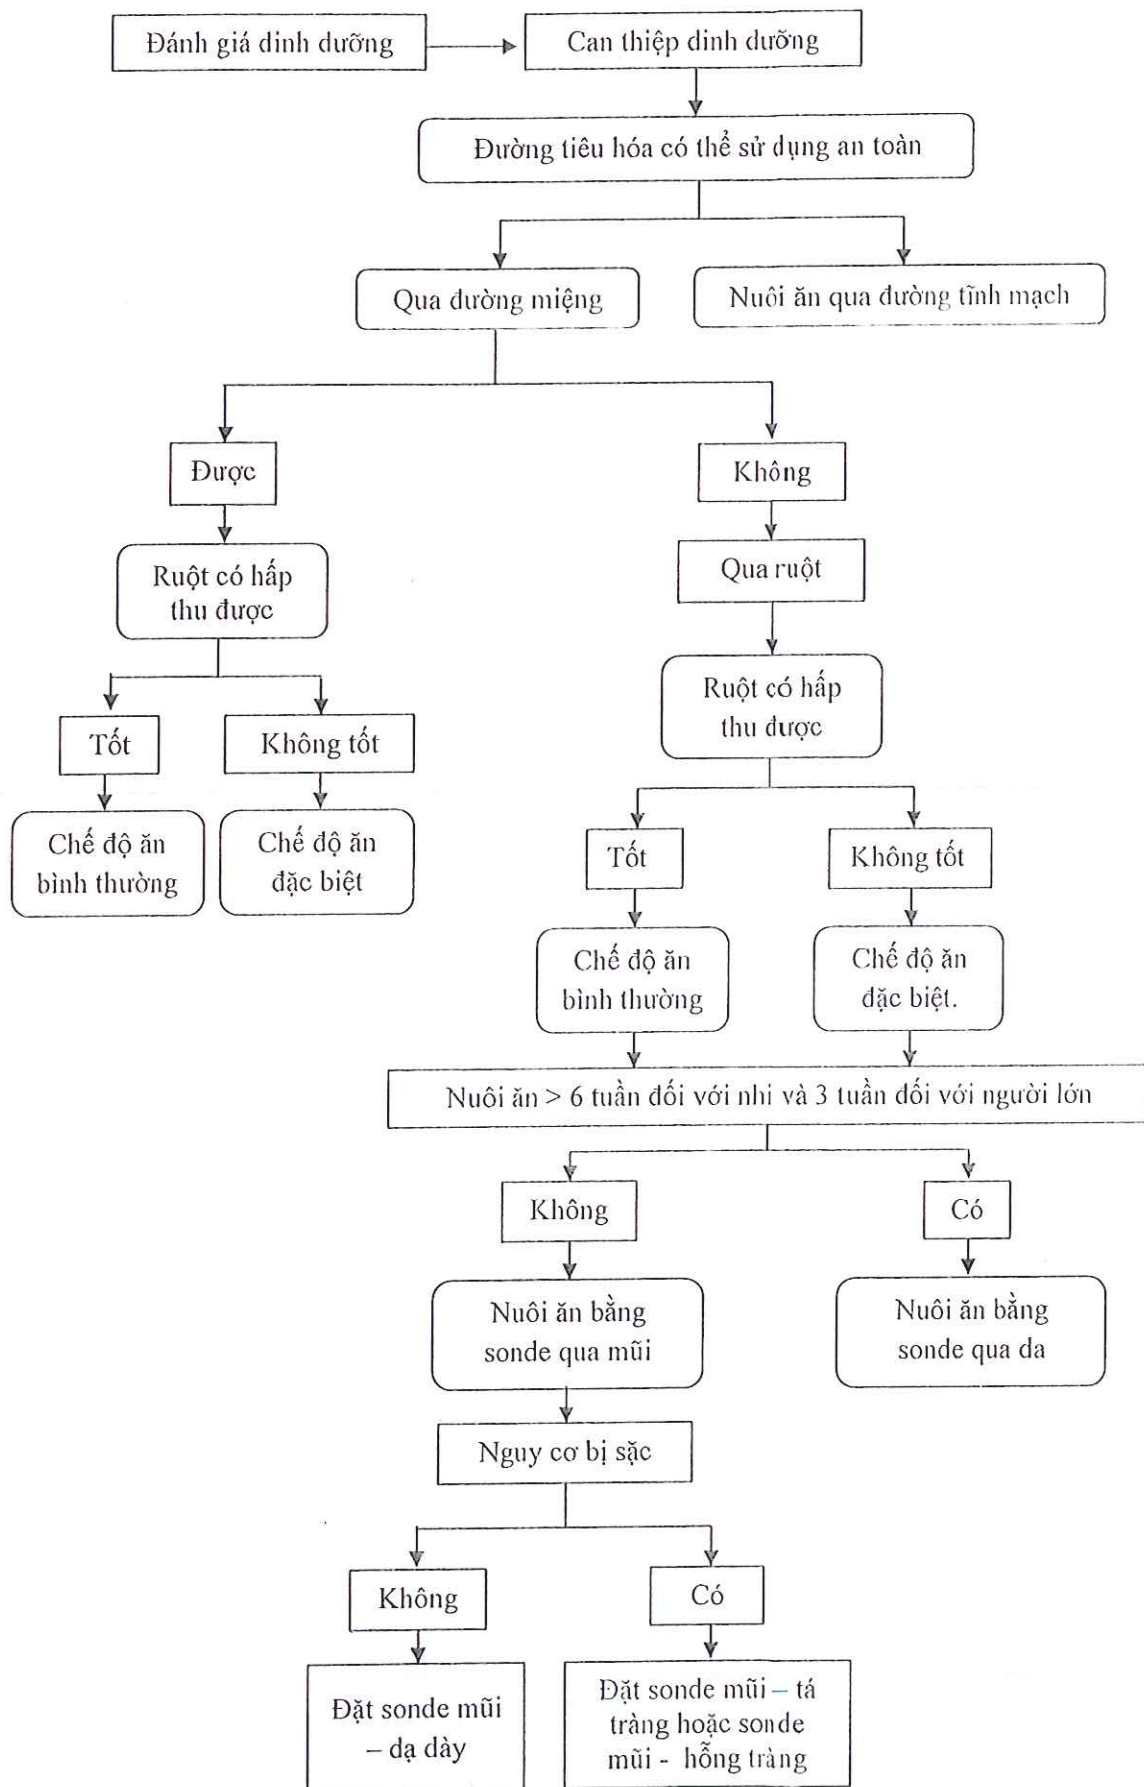 Đánh giá dinh dưỡng
Can thiệp dinh dưỡng
Đường tiêu hóa có thể sử dụng an toàn
Qua đường miệng
Nuôi ăn qua đường tĩnh mạch
Được
Không
Ruột có hấp
thu được
Qua ruột
Ruột có hấp
thu được
Tốt
Không tốt
Chế độ ăn
bình thường
Chế độ ăn
đặc biệt
Tốt
Không tốt
Chế độ ăn
bình thường
Chế độ ăn
đặc biệt.
Nuôi ăn > 6 tuần đối với nhi và 3 tuần đối với người lớn
Không
Có
Nuôi ăn bằng
sonde qua mũi
Nuôi ăn bằng
sonde qua da
Nguy cơ bị sặc
Không
Có
Đặt sonde mũi
– dạ dày
Đặt sonde mũi – tá
tràng hoặc sonde
mũi - hỗng tràng